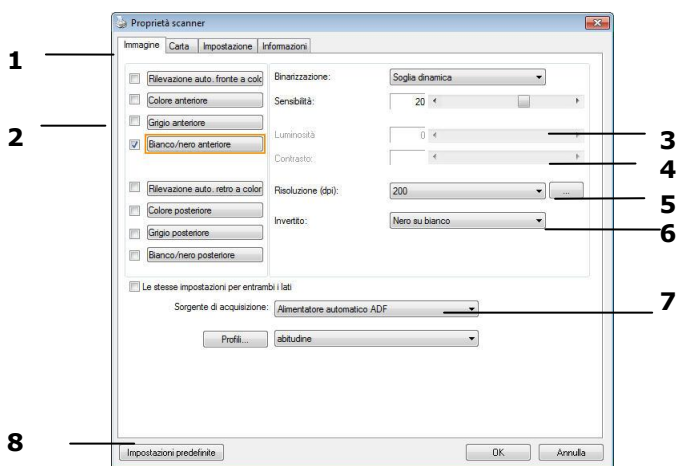 Proprietà scanner
Immagine Carta Impostazione Informazioni
1
Rilevazione auto. fronte a colo
Binarizzazione: Soglia dinamica
Colore anteriore
Sensibilità: 20
Grigio anteriore
2
Bianco/nero anteriore
Luminosità 0
3
Contrasto:
4
Rilevazione auto. retro a color
Risoluzione (dpi): 200 ...
5
Colore posteriore
Invertito: Nero su bianco
6
Grigio posteriore
Bianco/nero posteriore
Le stesse impostazioni per entrambi i lati
Sorgente di acquisizione: Alimentatore automatico ADF
7
Profili... abitudine
8
Impostazioni predefinite OK Annulla